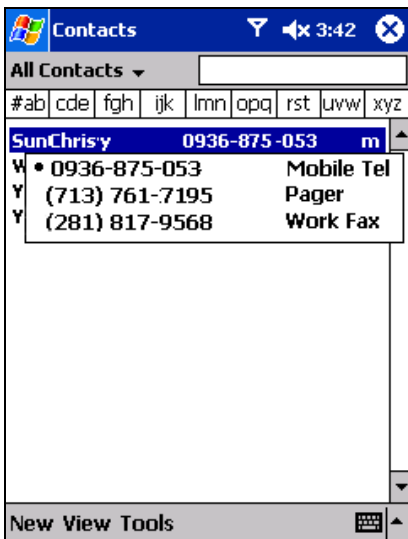 Contacts 3:42
All Contacts
#ab cde fgh ijk lmn opq rst uvw xyz
SunChrisy 0936-875-053 m
W
• 0936-875-053 Mobile Tel
Y
(713) 761-7195 Pager
Y
(281) 817-9568 Work Fax
New View Tools